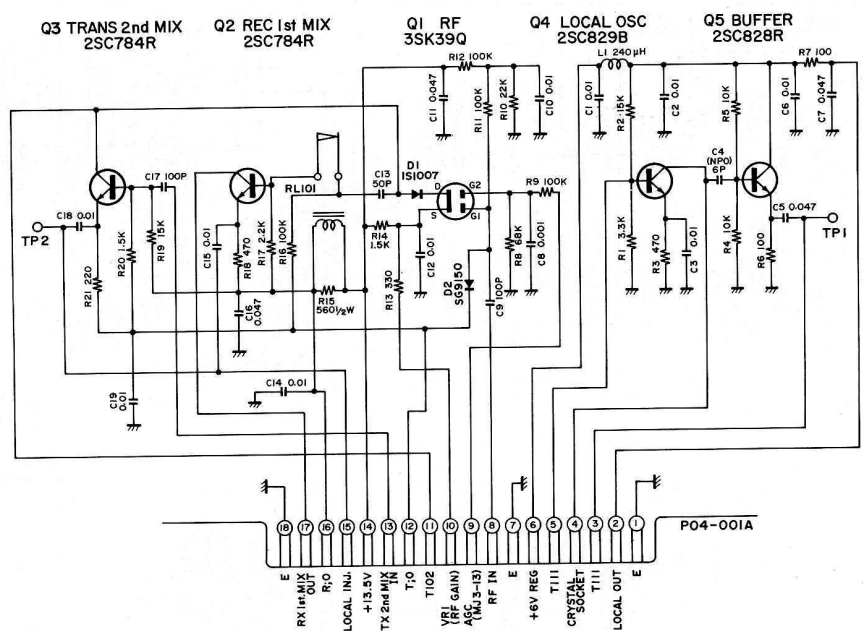 Q3 TRANS 2nd MIX
2SC784R
Q2 REC 1st MIX
2SC784R
Q1 RF
3SK39Q
Q4 LOCAL OSC
2SC829B
Q5 BUFFER
2SC828R
L1 240μH
R7 100
R12 100K
C11 0.047
R11 100K
R10 22K
C10 0.01
C1 0.01
R2 15K
C2 0.01
R5 10K
C6 0.01
C7 0.047
C17 100P
RL101
C13
50P
D1
1S1007
D
G2
S
G1
R9 100K
C4
(NP0)
6P
C18 0.01
TP2
R20 1.5K
R19 15K
C15 0.01
R18 470
R17 2.2K
R16 100K
R14
1.5K
C12 0.01
R8 68K
C8 0.001
R1 3.3K
R3 470
C3 0.01
R4 10K
R6 100
C5 0.047
TP1
R21 220
C16
0.047
R15
560 1/2W
R13 330
D2
SG9150
C9 100P
C19
0.01
C14 0.01
18
17
16
15
14
13
12
11
10
9
8
7
6
5
4
3
2
1
P04-001A
E
RX 1st.MIX
OUT
R;O
LOCAL INJ.
+13.5V
TX 2nd MIX
IN
T;O
T102
VR1
(RF GAIN)
AGC
(MJ3-13)
RF IN
E
+6V REG
T111
CRYSTAL
SOCKET
T111
LOCAL OUT
E